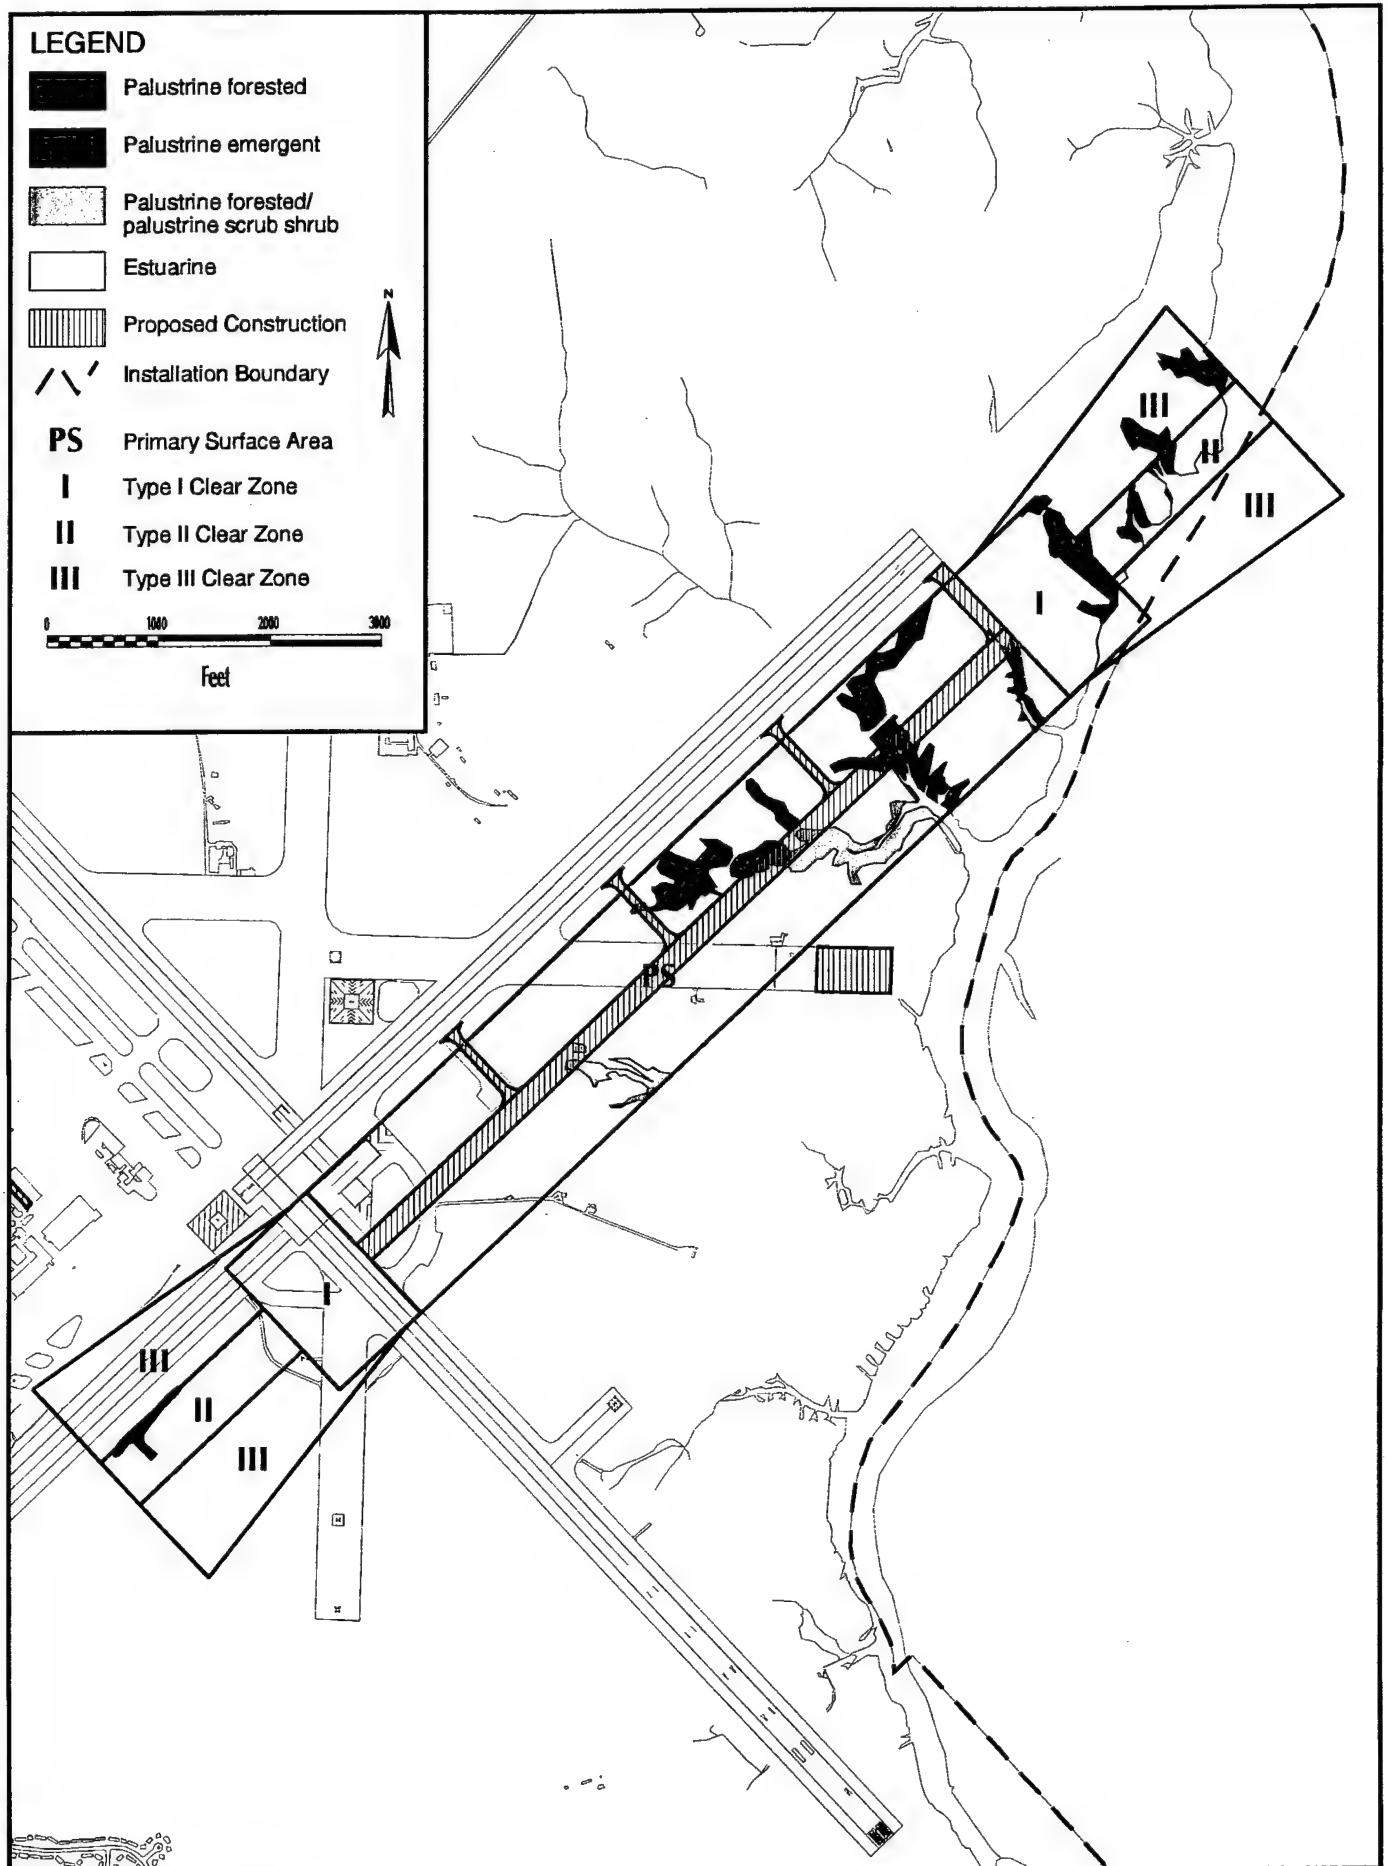 LEGEND
Palustrine forested
Palustrine emergent
Palustrine forested/
palustrine scrub shrub
Estuarine
Proposed Construction
N
Installation Boundary
PS Primary Surface Area
I Type I Clear Zone
II Type II Clear Zone
III Type III Clear Zone
0 1000 2000 3000
Feet
III
II
III
I
PS
I
III
II
III